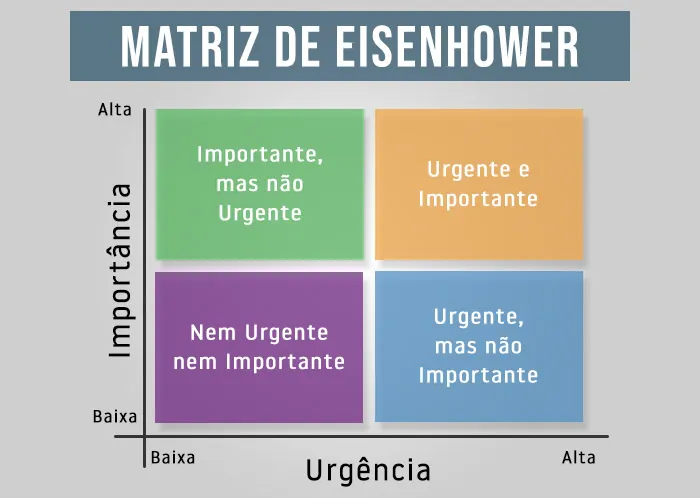 MATRIZ DE EISENHOWER
Alta
Importância
Baixa
Importante,
mas não
Urgente
Urgente e
Importante
Nem Urgente
nem Importante
Urgente,
mas não
Importante
Baixa
Urgência
Alta